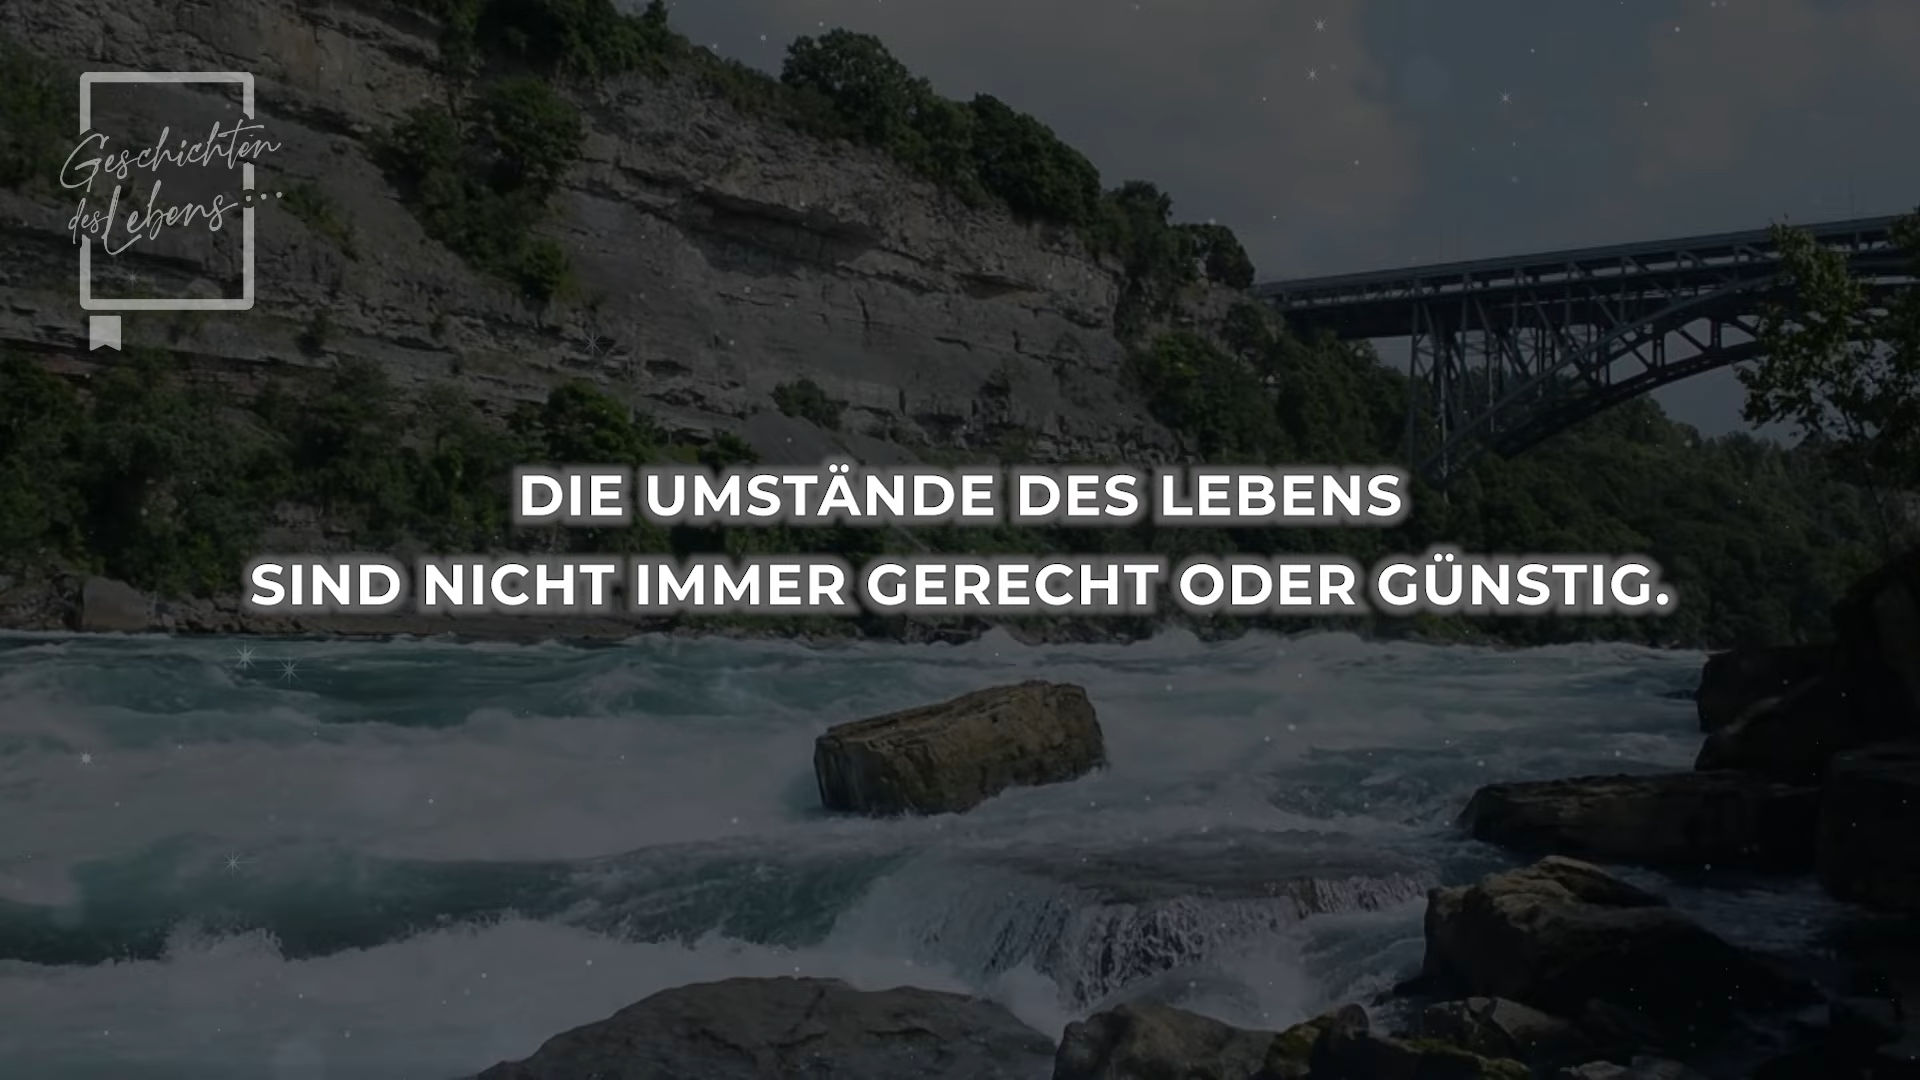 Geschichten
des Lebens...
DIE UMSTÄNDE DES LEBENS
SIND NICHT IMMER GERECHT ODER GÜNSTIG.